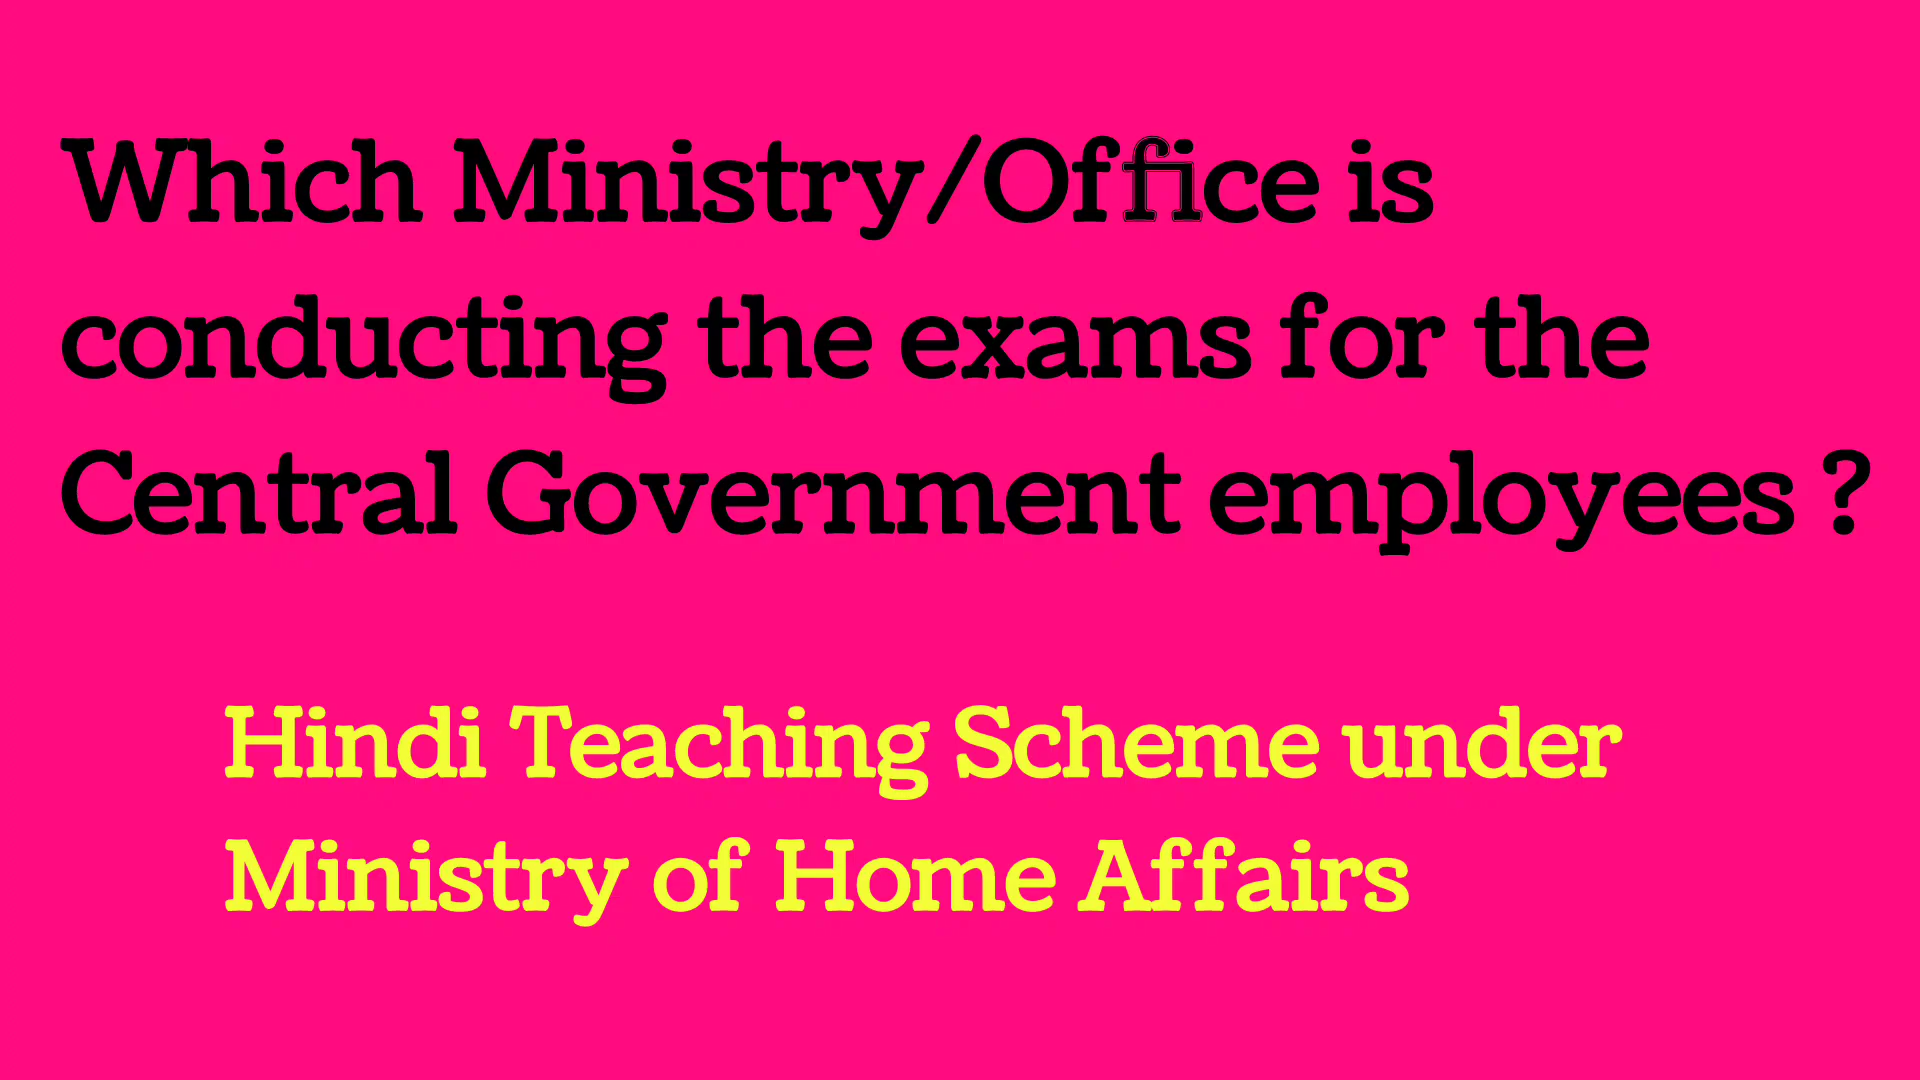 Which Ministry/Office is
conducting the exams for the
Central Government employees ?
Hindi Teaching Scheme under
Ministry of Home Affairs